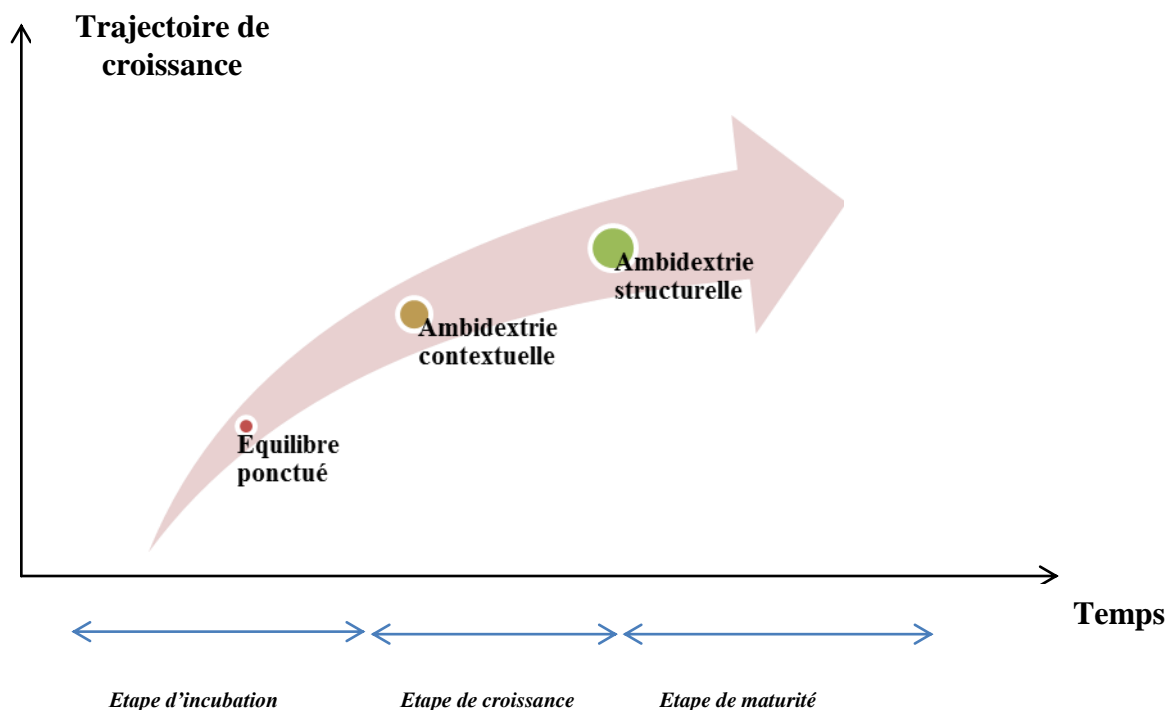 Trajectoire de
croissance
Ambidextrie
structurelle
Ambidextrie
contextuelle
Equilibre
ponctué
Temps
Etape d'incubation
Etape de croissance
Etape de maturité